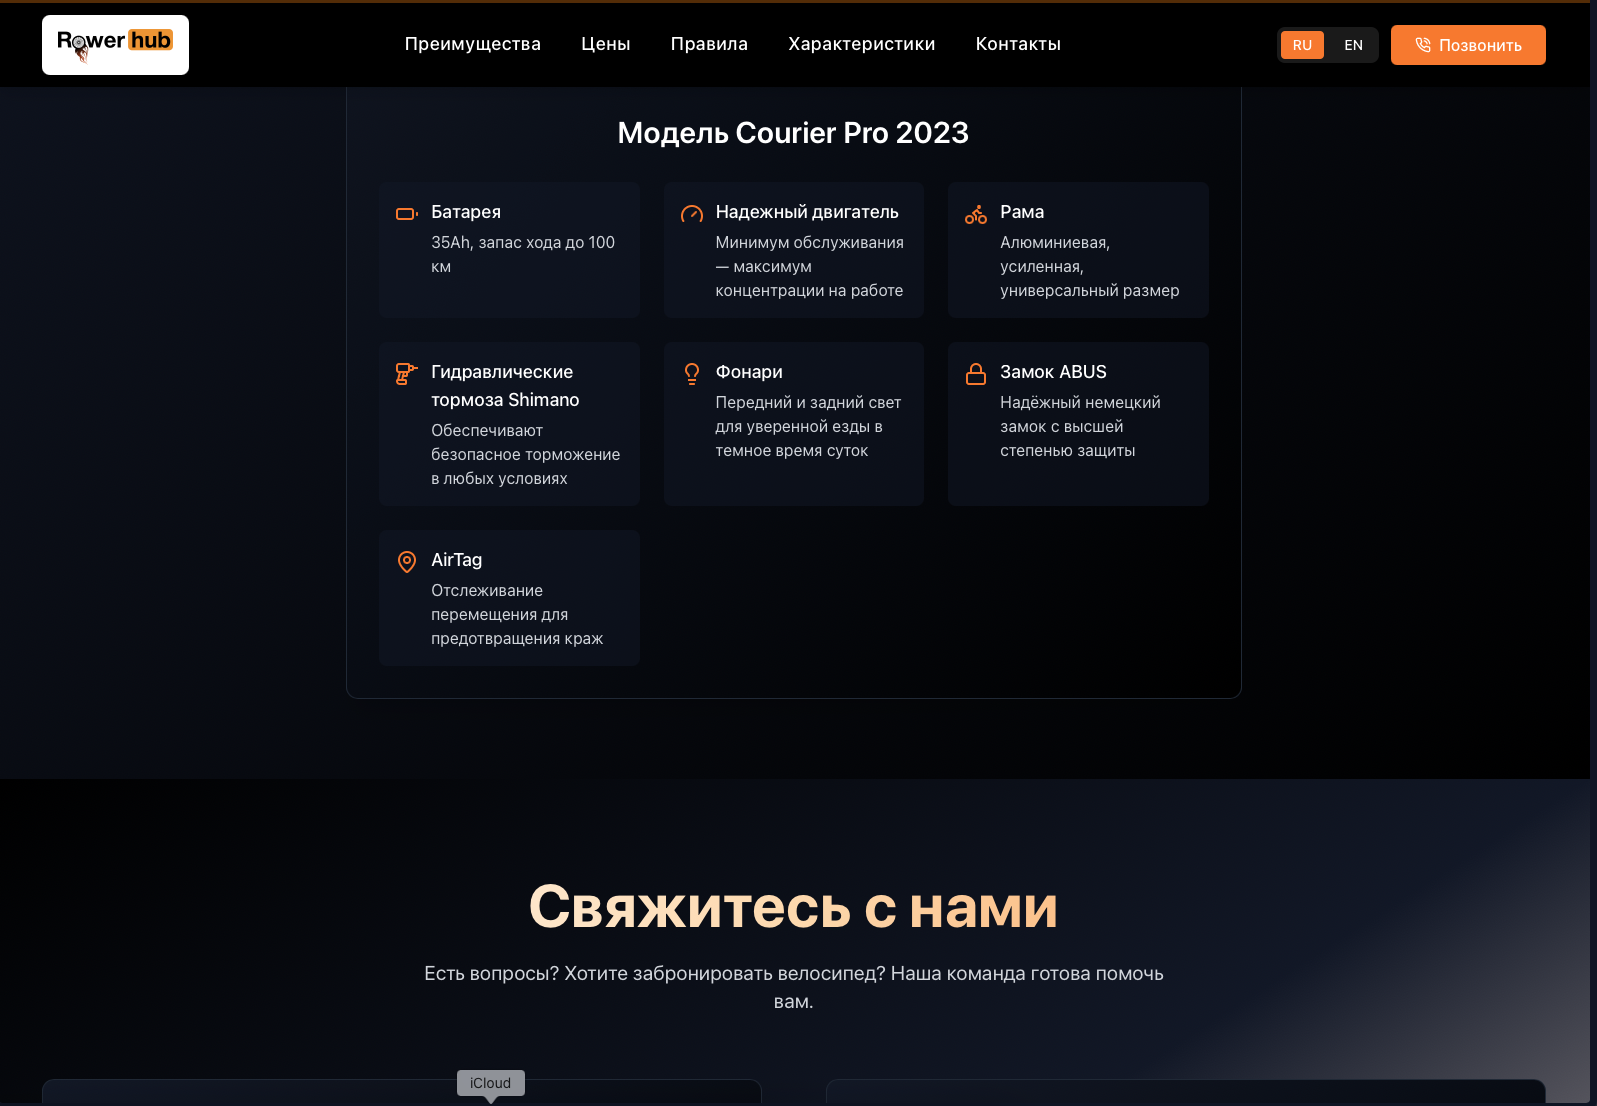 Rower hub
Преимущества
Цены
Правила
Характеристики
Контакты
RU
EN
Позвонить
Модель Courier Pro 2023
Батарея
35Ah, запас хода до 100
км
Надежный двигатель
Минимум обслуживания
— максимум
концентрации на работе
Рама
Алюминиевая,
усиленная,
универсальный размер
Гидравлические
тормоза Shimano
Обеспечивают
безопасное торможение
в любых условиях
Фонари
Передний и задний свет
для уверенной езды в
темное время суток
Замок ABUS
Надёжный немецкий
замок с высшей
степенью защиты
AirTag
Отслеживание
перемещения для
предотвращения краж
Свяжитесь с нами
Есть вопросы? Хотите забронировать велосипед? Наша команда готова помочь
вам.
iCloud